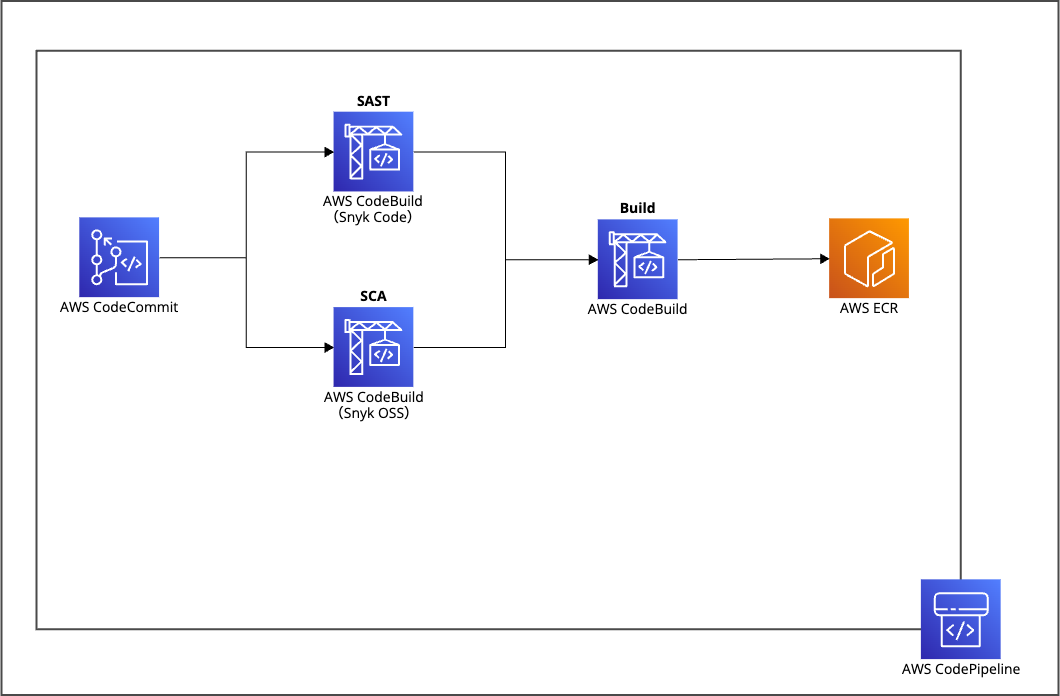 SAST
AWS CodeBuild
（Snyk Code）
AWS CodeCommit
SCA
AWS CodeBuild
（Snyk OSS）
Build
AWS CodeBuild
AWS ECR
AWS CodePipeline